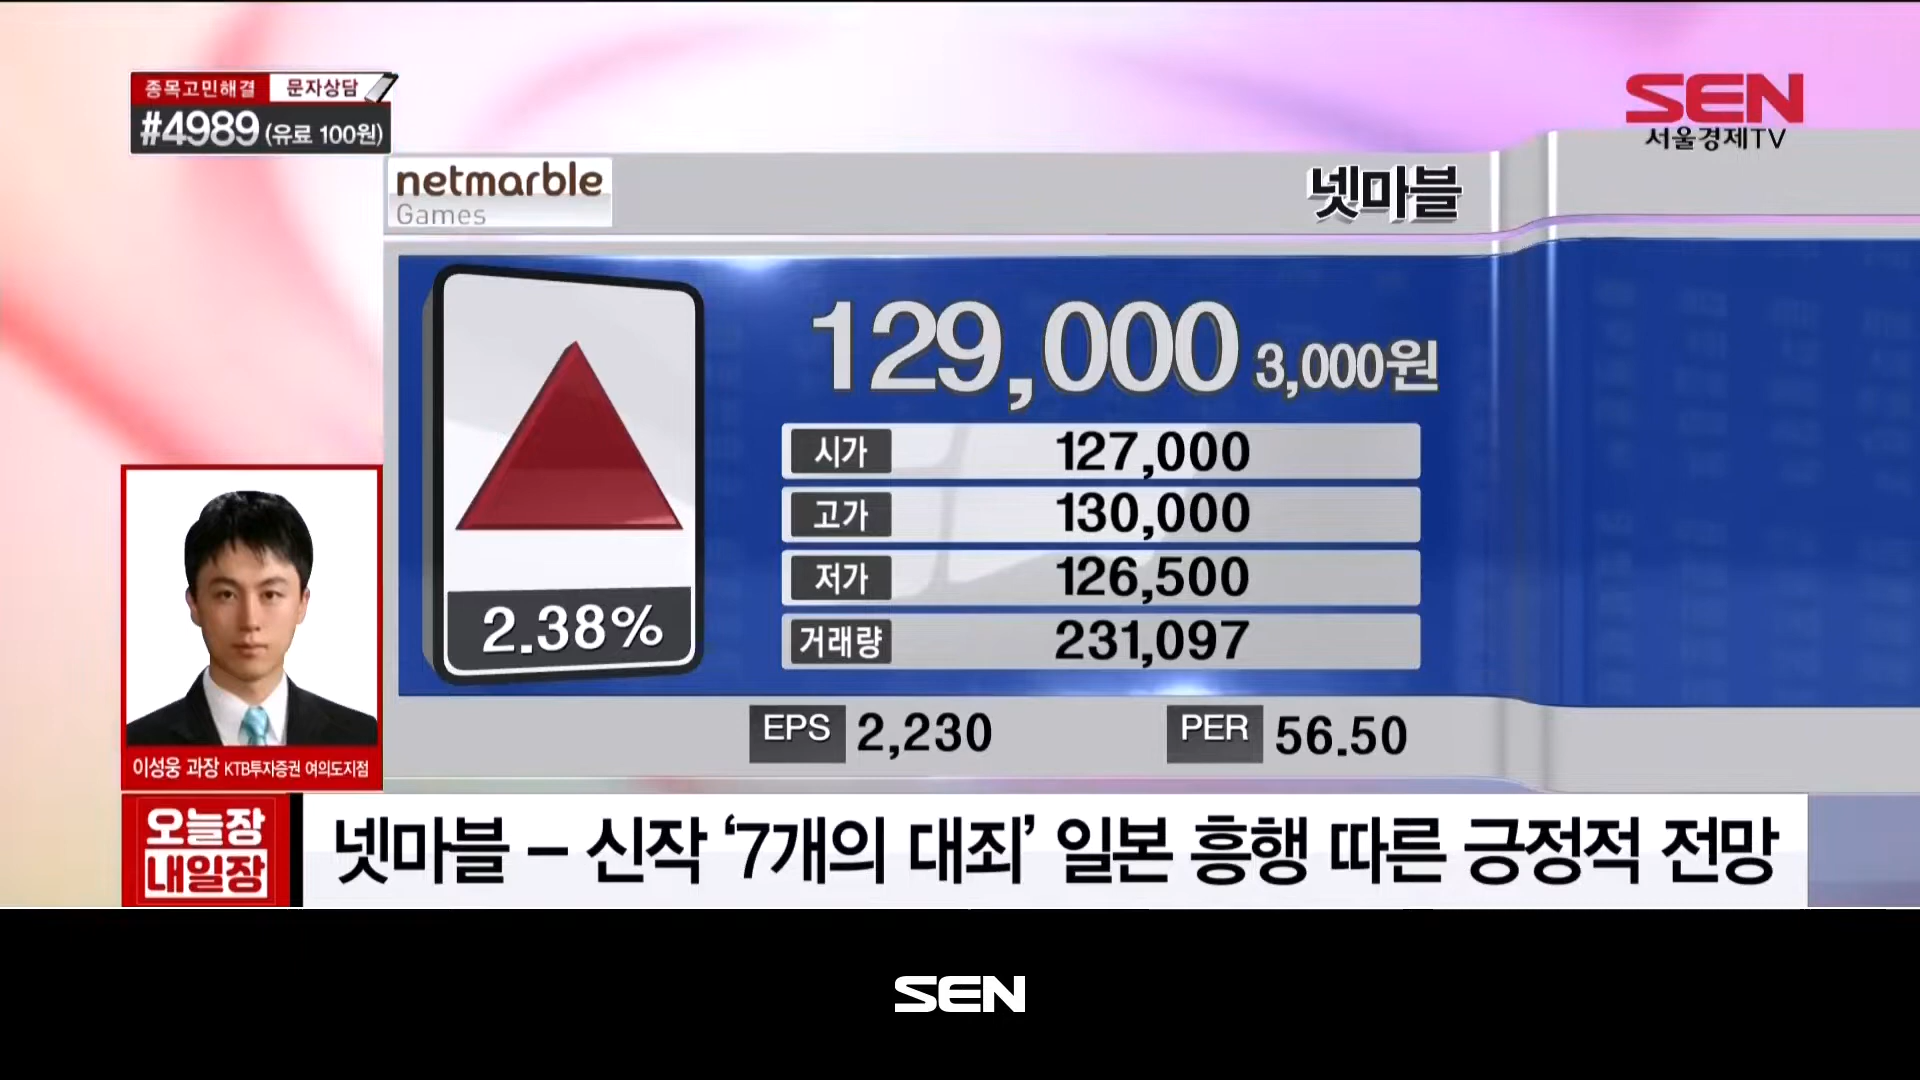 종목고민해결 문자상담
#4989 (유료 100원)
SEN
서울경제TV
netmarble
Games
넷마블
129,000 3,000원
2.38%
시가 127,000
고가 130,000
저가 126,500
거래량 231,097
EPS 2,230 PER 56.50
이성웅 과장 KTB투자증권 여의도지점
오늘장
내일장
넷마블 – 신작 ‘7개의 대죄’ 일본 흥행 따른 긍정적 전망
SEN